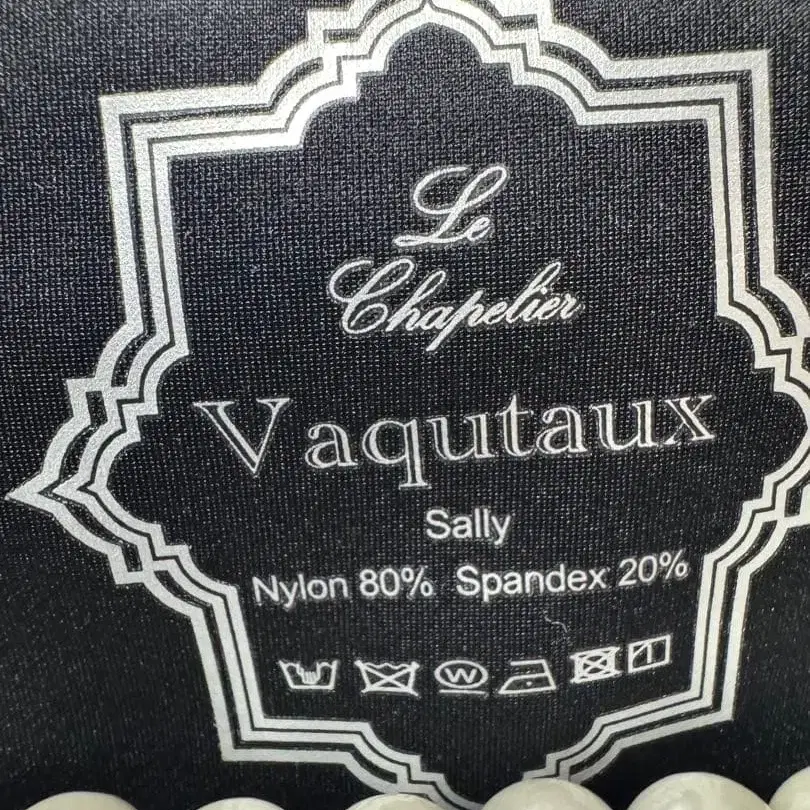 Le
Chapelier
Vaqutaux
Sally
Nylon 80% Spandex 20%
W